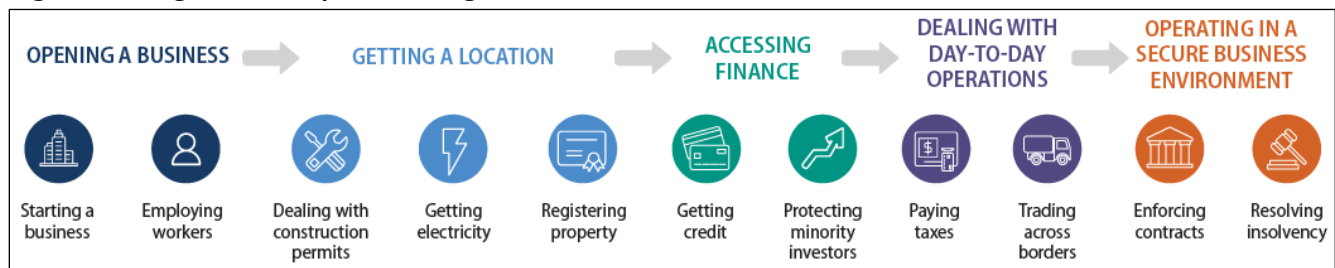 OPENING A BUSINESS
GETTING A LOCATION
ACCESSING
FINANCE
DEALING WITH
DAY-TO-DAY
OPERATIONS
OPERATING IN A
SECURE BUSINESS
ENVIRONMENT
$
Starting a
business
Employing
workers
Dealing with
construction
permits
Getting
electricity
Registering
property
Getting
credit
Protecting
minority
investors
Paying
taxes
Trading
across
borders
Enforcing
contracts
Resolving
insolvency